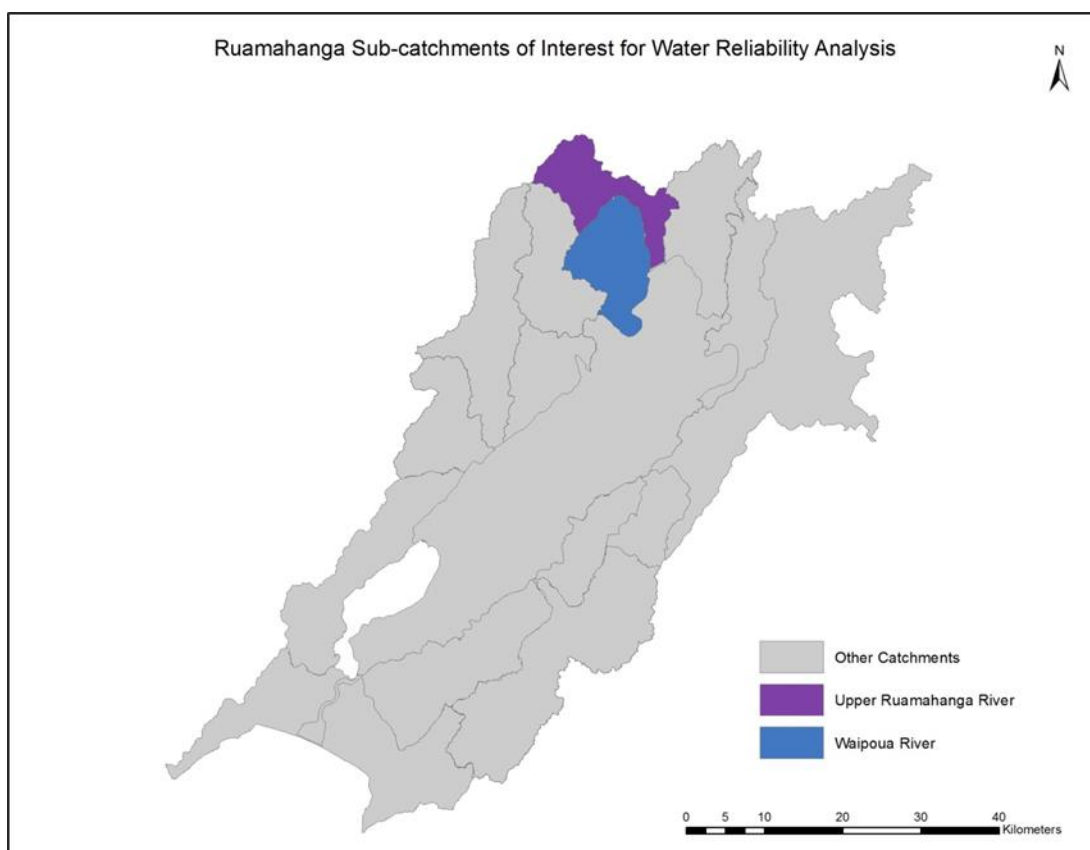 Ruamahanga Sub-catchments of Interest for Water Reliability Analysis
N
Other Catchments
Upper Ruamahanga River
Waipoua River
0 5 10 20 30 40
Kilometers